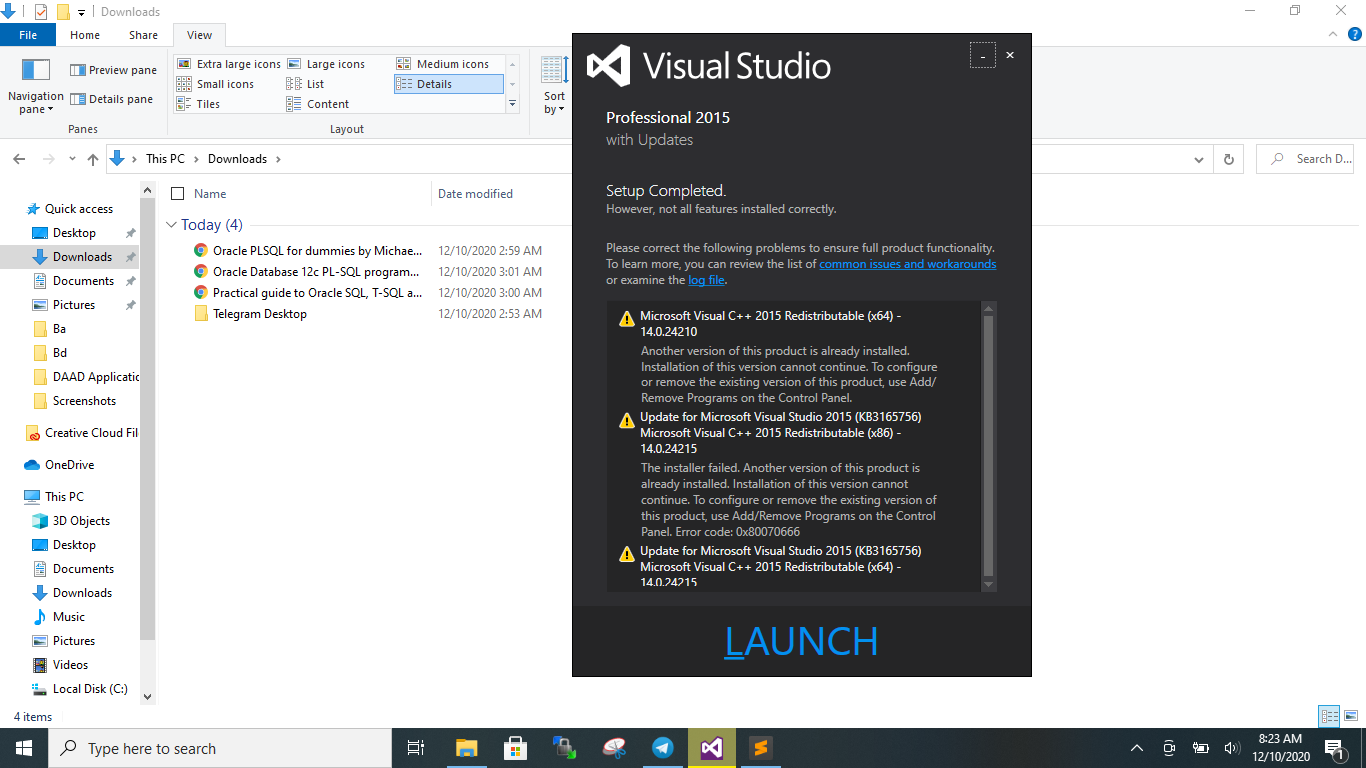 Downloads
File Home Share View
Navigation pane
Preview pane
Details pane
Panes
Extra large icons Large icons Medium icons
Small icons List Details
Tiles Content
Layout
Sort by
This PC Downloads
Search D...
Quick access
Desktop
Downloads
Documents
Pictures
Ba
Bd
DAAD Applicatic
Screenshots
Creative Cloud Fil
OneDrive
This PC
3D Objects
Desktop
Documents
Downloads
Music
Pictures
Videos
Local Disk (C:)
4 items
Name Date modified
Today (4)
Oracle PLSQL for dummies by Michae... 12/10/2020 2:59 AM
Oracle Database 12c PL-SQL program... 12/10/2020 3:01 AM
Practical guide to Oracle SQL, T-SQL a... 12/10/2020 3:00 AM
Telegram Desktop 12/10/2020 2:53 AM
Visual Studio
Professional 2015
with Updates
Setup Completed.
However, not all features installed correctly.
Please correct the following problems to ensure full product functionality.
To learn more, you can review the list of common issues and workarounds
or examine the log file.
Microsoft Visual C++ 2015 Redistributable (x64) -
14.0.24210
Another version of this product is already installed.
Installation of this version cannot continue. To configure
or remove the existing version of this product, use Add/
Remove Programs on the Control Panel.
Update for Microsoft Visual Studio 2015 (KB3165756)
Microsoft Visual C++ 2015 Redistributable (x86) -
14.0.24215
The installer failed. Another version of this product is
already installed. Installation of this version cannot
continue. To configure or remove the existing version of
this product, use Add/Remove Programs on the Control
Panel. Error code: 0x80070666
Update for Microsoft Visual Studio 2015 (KB3165756)
Microsoft Visual C++ 2015 Redistributable (x64) -
14.0.24215
LAUNCH
Type here to search
8:23 AM
12/10/2020
1